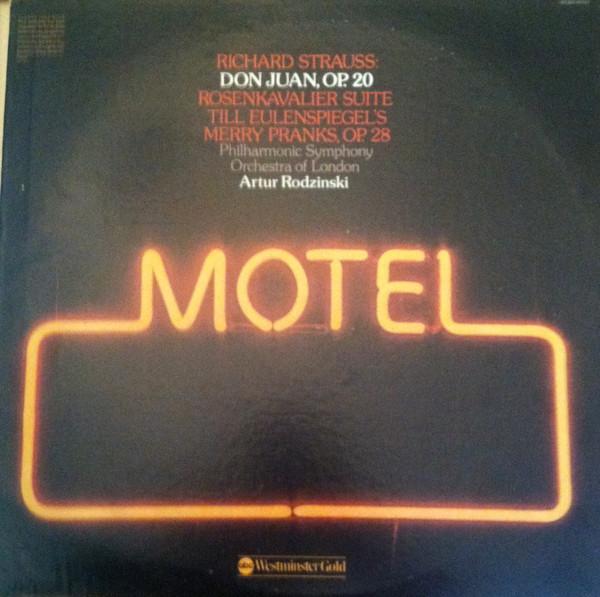 RICHARD STRAUSS:
DON JUAN, OP. 20
ROSENKAVALIER SUITE
TILL EULENSPIEGEL'S
MERRY PRANKS, OP. 28
Philharmonic Symphony
Orchestra of London
Artur Rodzinski
MOTEL
abc Westminster Gold